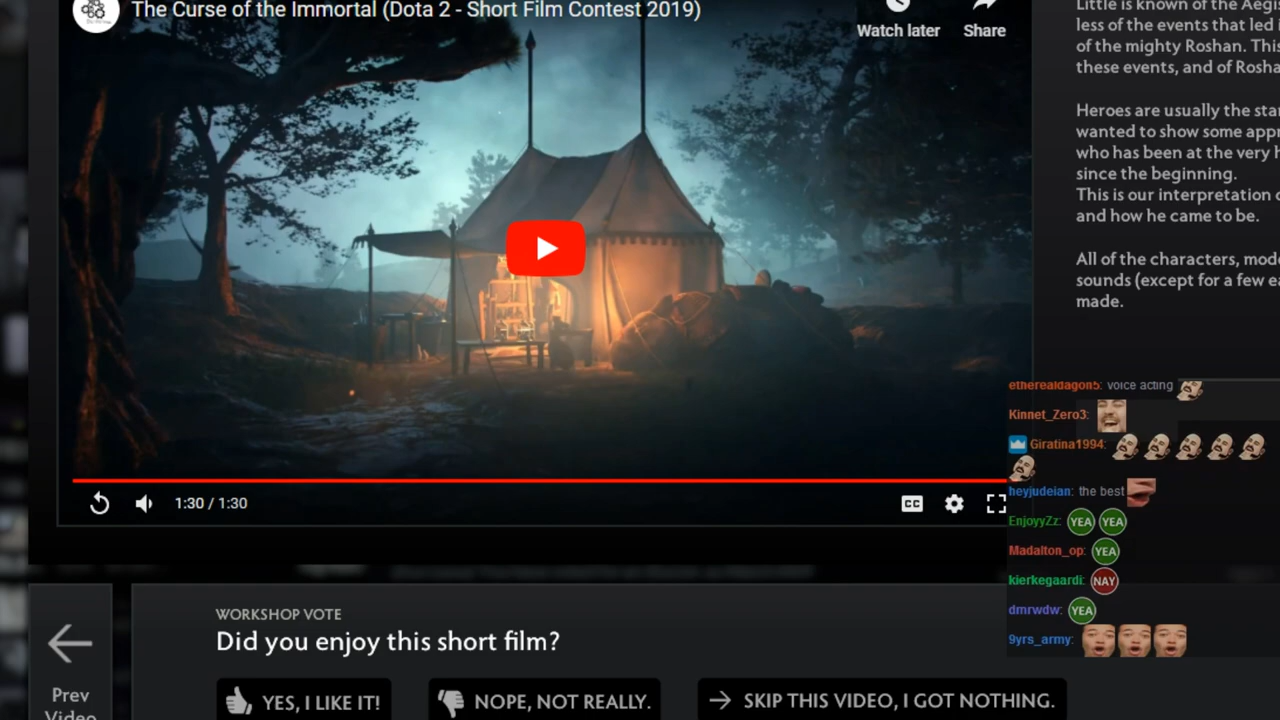 The Curse of the Immortal (Dota 2 - Short Film Contest 2019)
Watch later
Share
1:30 / 1:30
CC
Little is known of the Aegis
less of the events that led
of the mighty Roshan. This
these events, and of Rosha
Heroes are usually the star
wanted to show some appr
who has been at the very h
since the beginning.
This is our interpretation o
and how he came to be.
All of the characters, mode
sounds (except for a few ea
made.
etherealdagon5: voice acting
Kinnet_Zero3:
Giratina1994:
heyjudeian: the best
EnjoyyZz: YEA YEA
Madalton_op: YEA
kierkegaardi: NAY
dmrwdw: YEA
9yrs_army:
WORKSHOP VOTE
Did you enjoy this short film?
Prev
Video
YES, I LIKE IT!
NOPE, NOT REALLY.
SKIP THIS VIDEO, I GOT NOTHING.